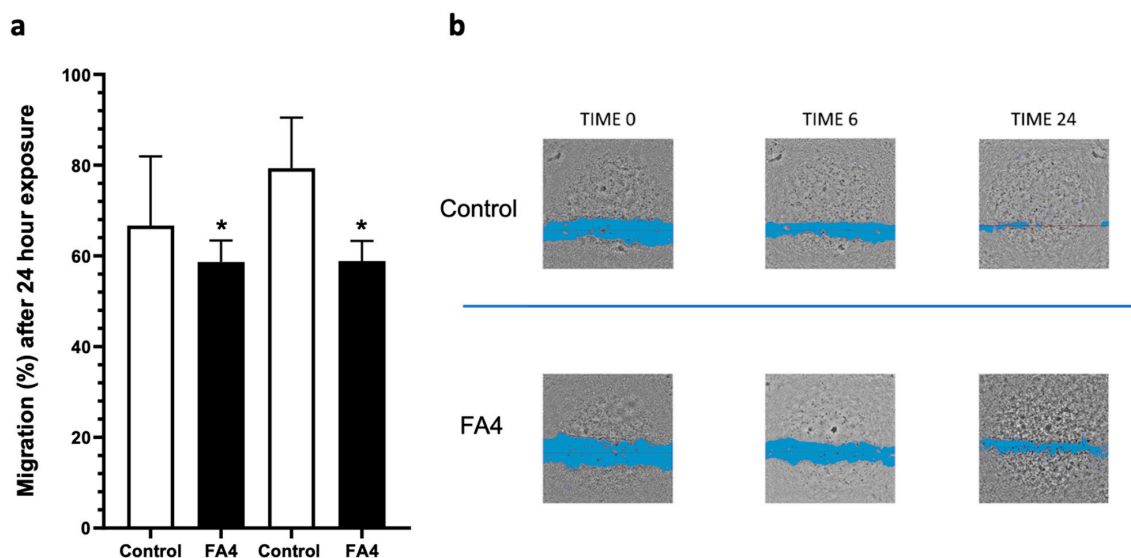 a
b
Migration (%) after 24 hour exposure
100
80
60
40
20
0
* *
Control FA4 Control FA4
TIME 0 TIME 6 TIME 24
Control
FA4